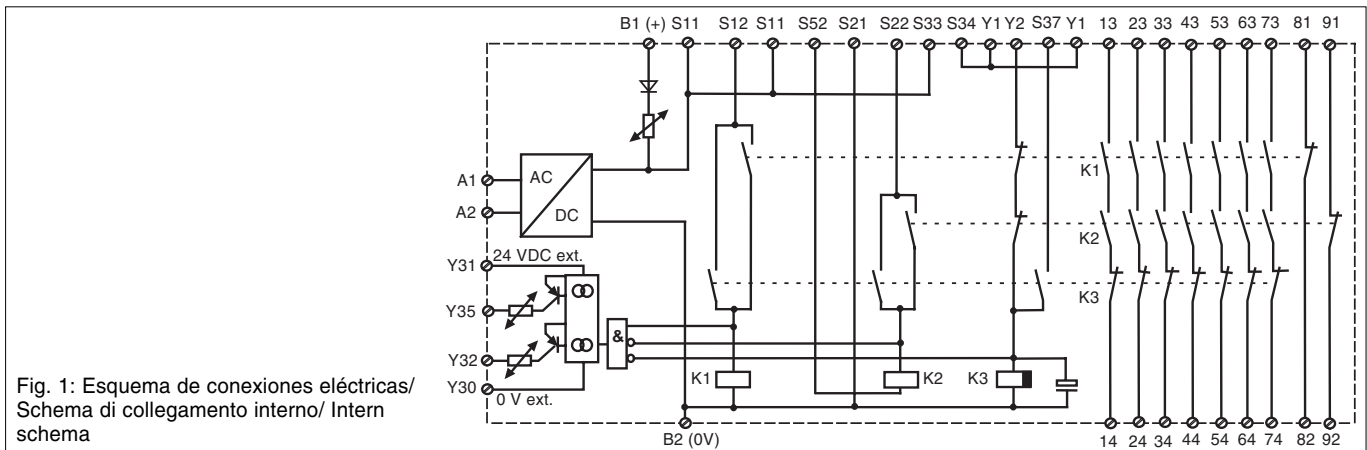 B1 (+) S11 S12 S11 S52 S21 S22 S33 S34 Y1 Y2 S37 Y1 13 23 33 43 53 63 73 81 91
A1
AC
A2
DC
K1
K2
Y31
24 VDC ext.
K3
Y35
&
Y32
K1
K2
K3
Y30
0 V ext.
B2 (0V)
14 24 34 44 54 64 74 82 92
Fig. 1: Esquema de conexiones eléctricas/
Schema di collegamento interno/ Intern
schema